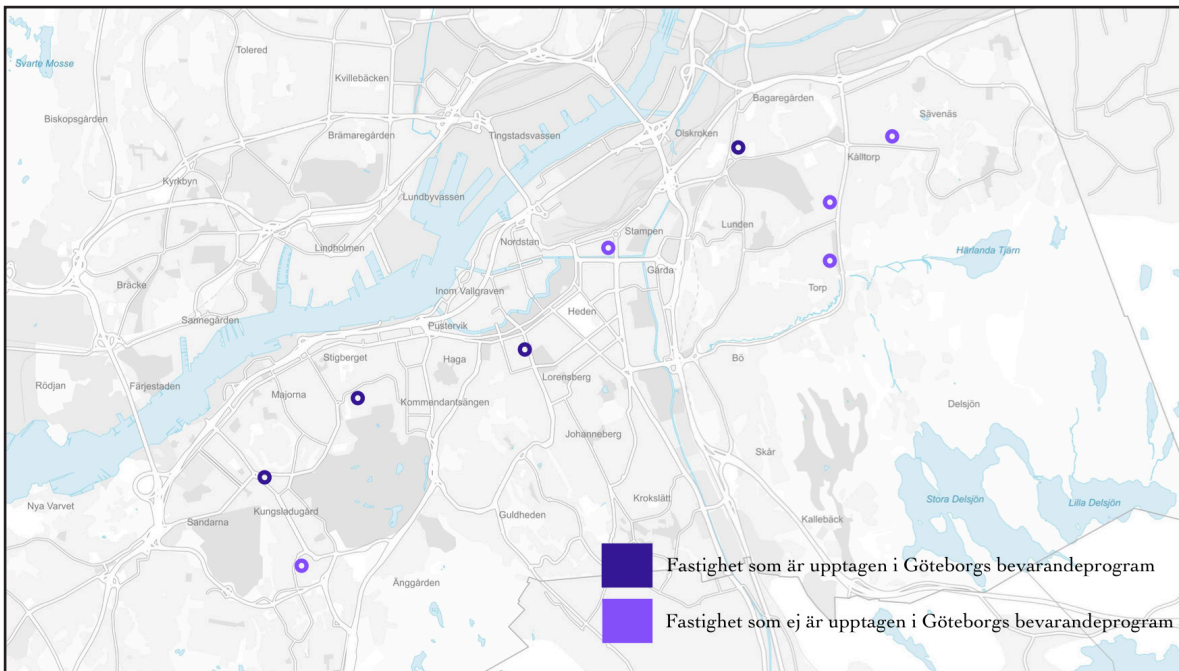 Tolered
Svarte Mosse
Kvillebäcken
Bagaregården
Biskopsgården
Sävenäs
Brämaregården
Tingstadsvassen
Olskroken
Kålltorp
Kyrkbyn
Lundbyvassen
Lunden
Stampen
Nordstan
Lindholmen
Härlanda Tjärn
Gårda
Bräcke
Torp
Inom Vallgraven
Heden
Sannegården
Pustervik
Stigberget
Haga
Bö
Rödjan
Färjestaden
Lorensberg
Majorna
Kommendantsängen
Delsjön
Johanneberg
Skår
Krokslätt
Stora Delsjön
Lilla Delsjön
Nya Varvet
Kungsladugård
Guldheden
Sandarna
Kallebäck
Änggården
Fastighet som är upptagen i Göteborgs bevarandeprogram
Fastighet som ej är upptagen i Göteborgs bevarandeprogram